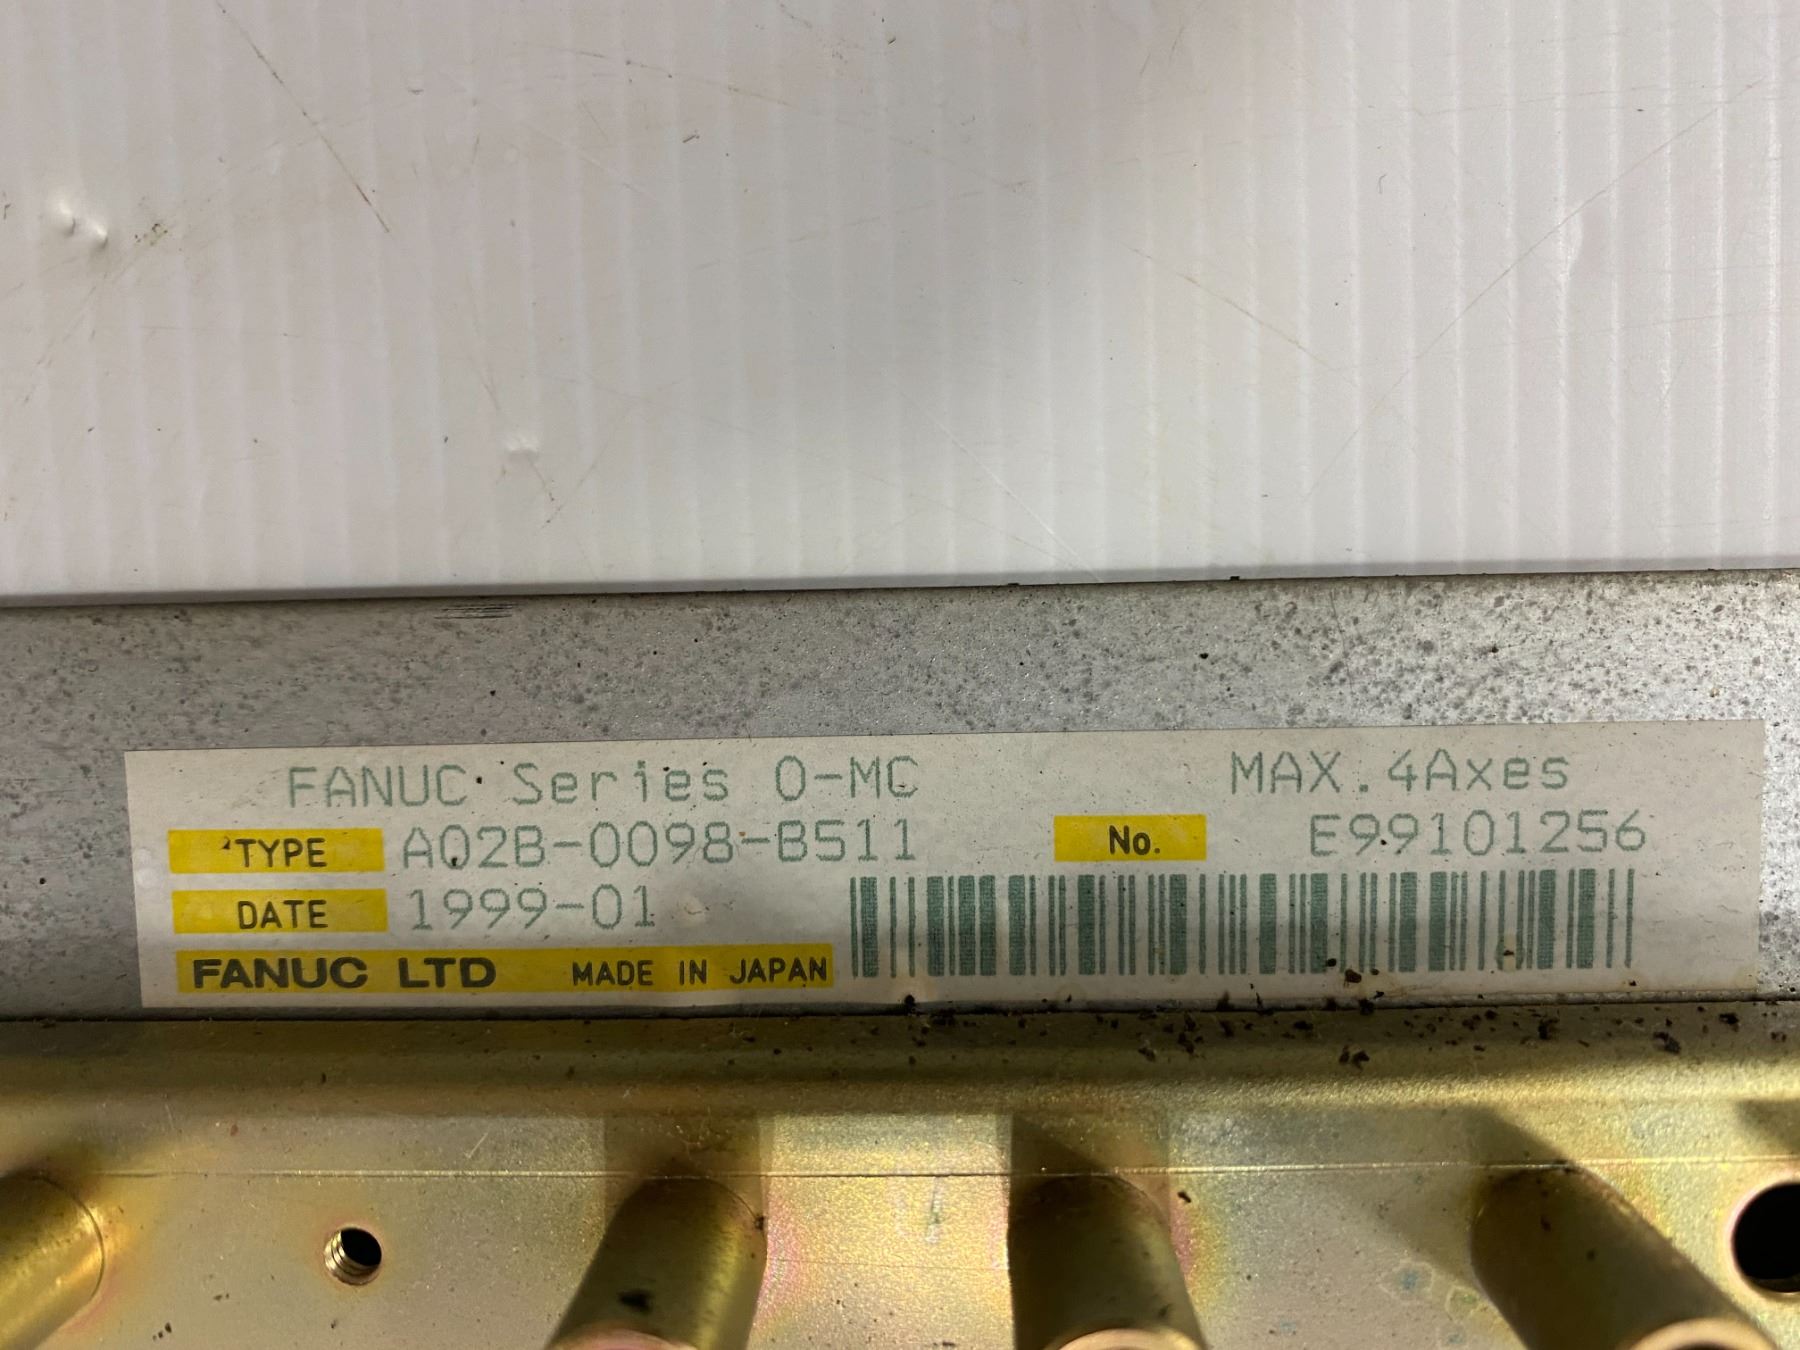 FANUC Series 0-MC MAX.4Axes
TYPE A02B-0098-B511 No. E99101256
DATE 1999-01
FANUC LTD MADE IN JAPAN